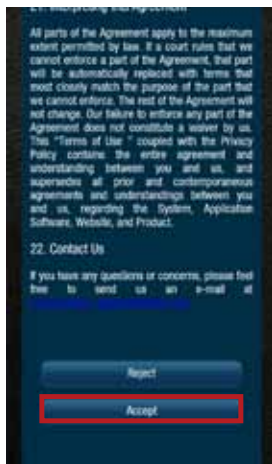 21. Interpreting this Agreement
All parts of the Agreement apply to the maximum
extent permitted by law. If a court rules that we
cannot enforce a part of the Agreement, that part
will be automatically replaced with terms that
most closely match the purpose of the part that
we cannot enforce. The rest of the Agreement will
not change. Our failure to enforce any part of the
Agreement does not constitute a waiver by us.
This "Terms of Use " coupled with the Privacy
Policy contains the entire agreement and
understanding between you and us, and
supersedes all prior and contemporaneous
agreements and understandings between you
and us, regarding the System, Application
Software, Website, and Product.
22. Contact Us
If you have any questions or concerns, please feel
free to send us an e-mail at
Reject
Accept